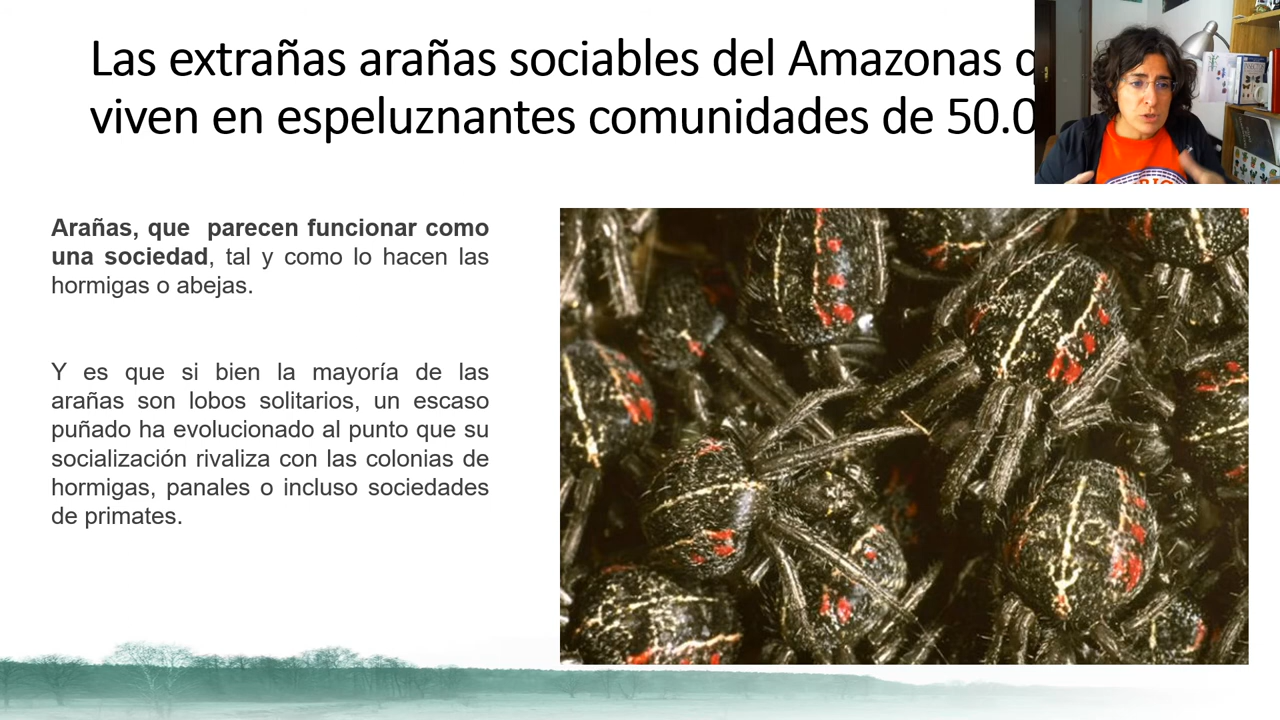 Las extrañas arañas sociables del Amazonas
viven en espeluznantes comunidades de 50.0
Arañas, que parecen funcionar como
una sociedad, tal y como lo hacen las
hormigas o abejas.
Y es que si bien la mayoría de las
arañas son lobos solitarios, un escaso
puñado ha evolucionado al punto que su
socialización rivaliza con las colonias de
hormigas, panales o incluso sociedades
de primates.